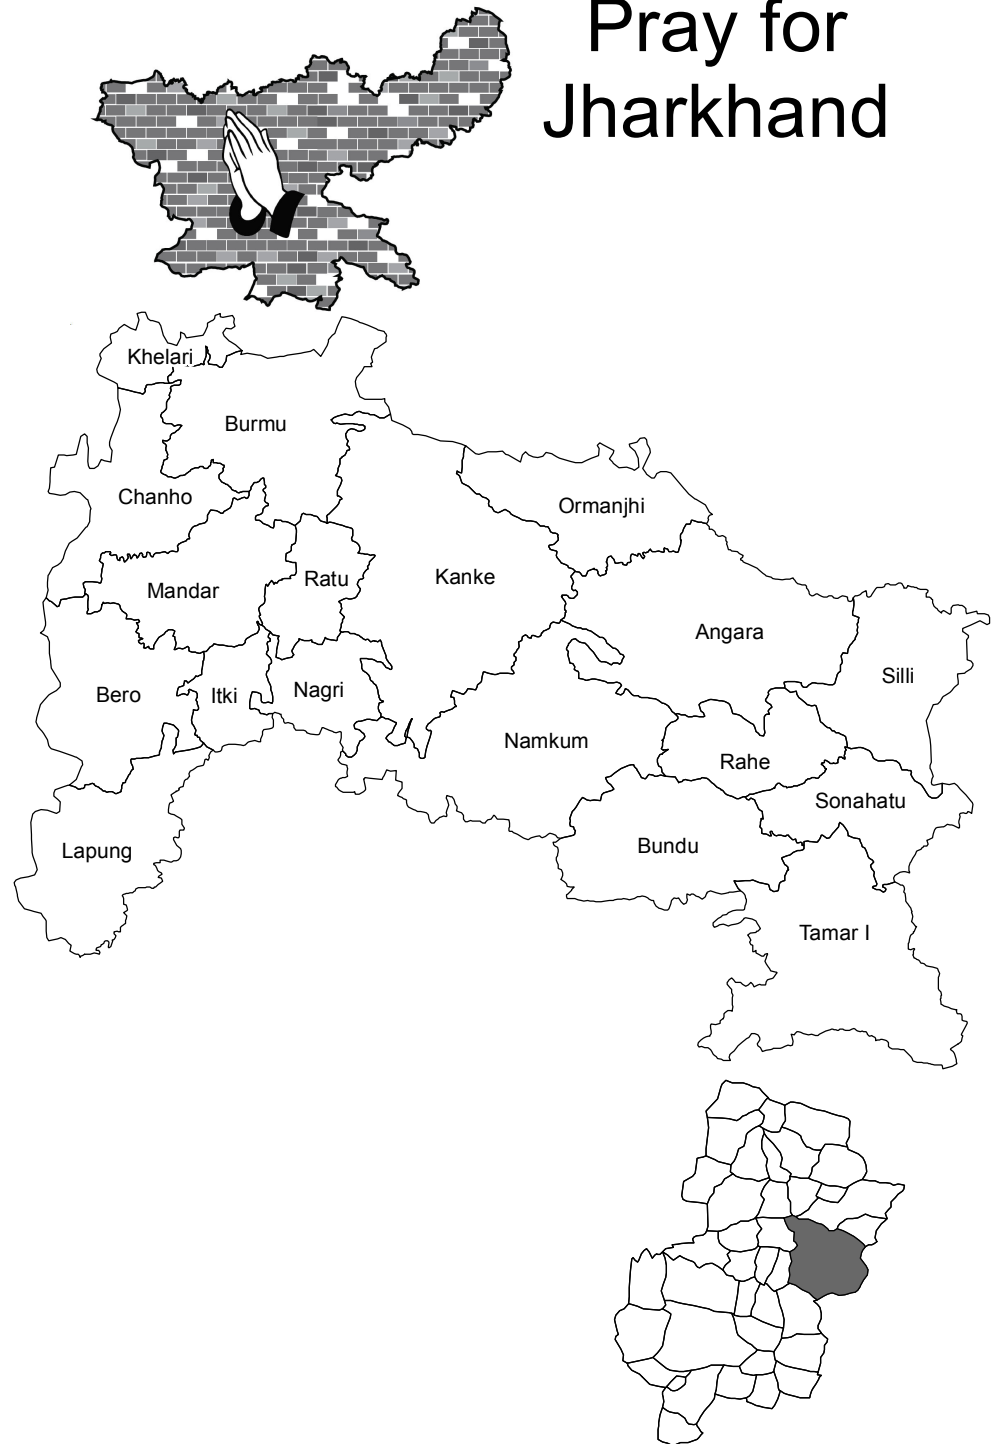 Pray for
Jharkhand
Khelari
Burmu
Chanho
Ormanjhi
Mandar
Ratu
Kanke
Angara
Silli
Bero
Itki
Nagri
Namkum
Rahe
Sonahatu
Lapung
Bundu
Tamar I